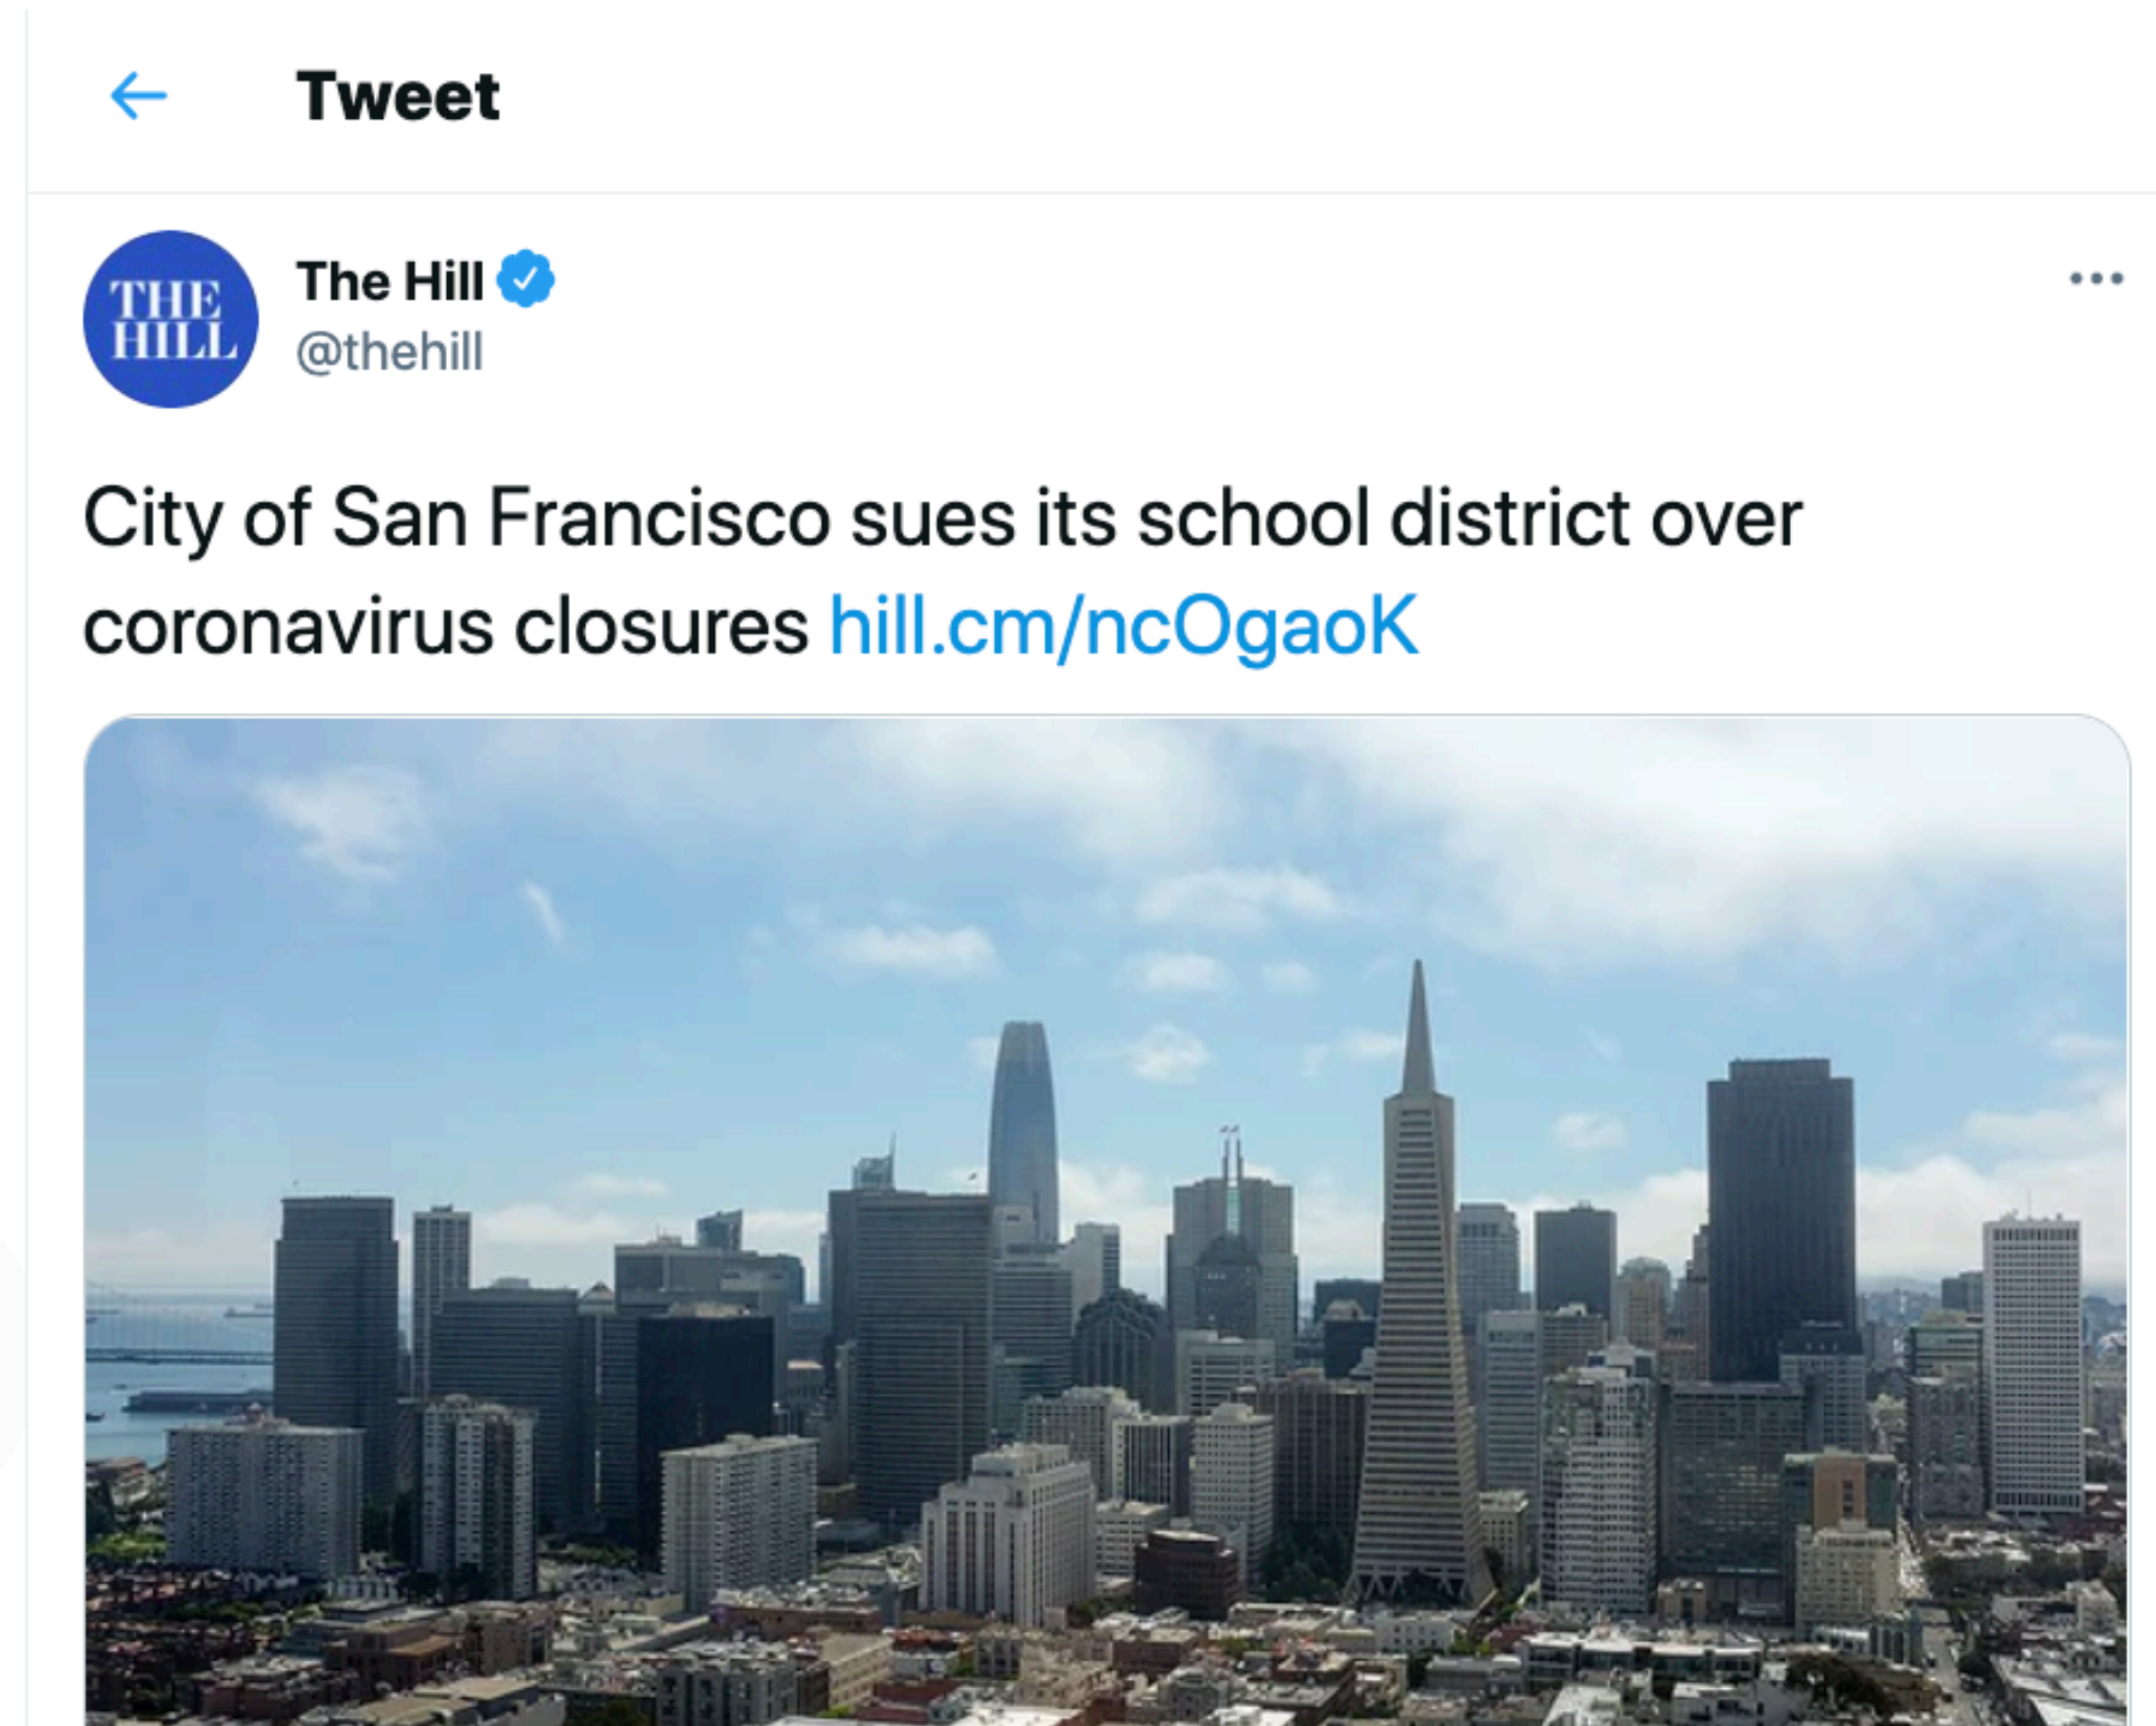 Tweet
THE
HILL
The Hill
@thehill
City of San Francisco sues its school district over
coronavirus closures hill.cm/ncOgaoK